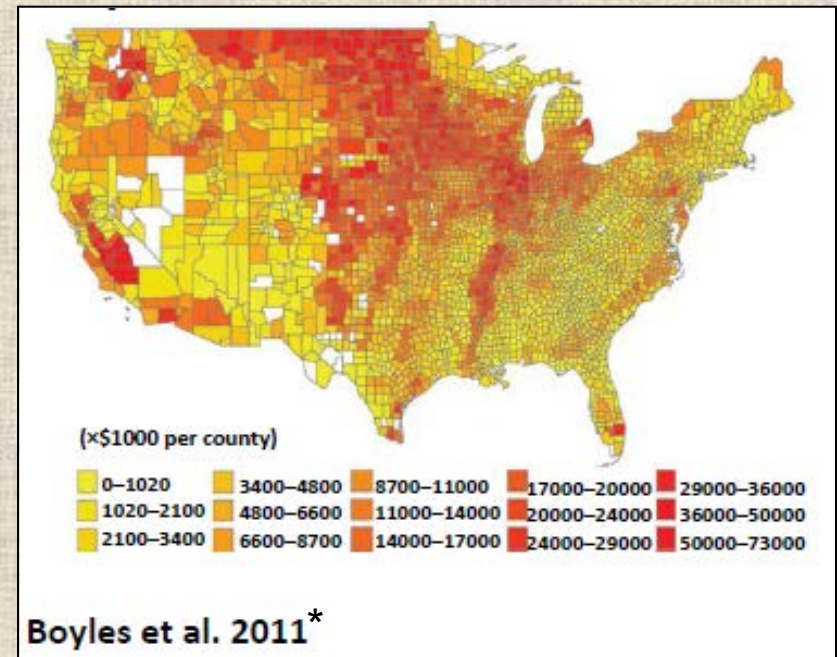 (×$1000 per county)
0–1020 3400–4800 8700–11000 17000–20000 29000–36000
1020–2100 4800–6600 11000–14000 20000–24000 36000–50000
2100–3400 6600–8700 14000–17000 24000–29000 50000–73000
Boyles et al. 2011*